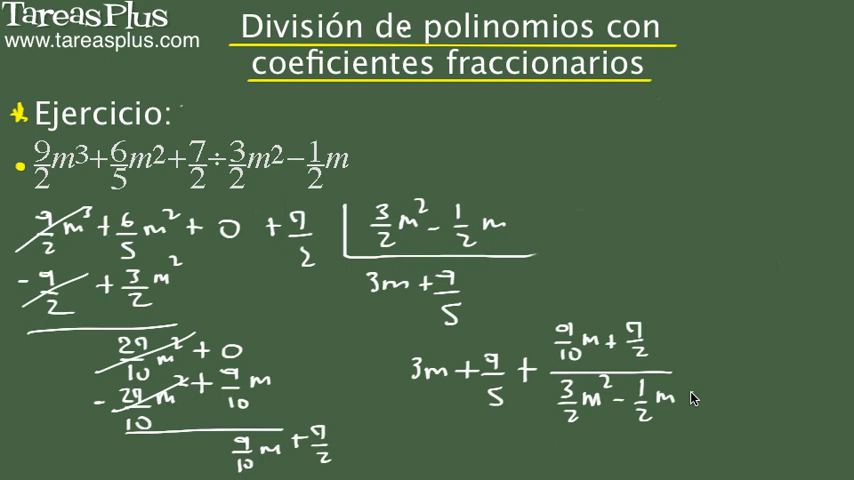 TareasPlus
www.tareasplus.com
División de polinomios con
coeficientes fraccionarios
Ejercicio:
9/2m3+6/5m2+7/2÷3/2m2−1/2m
9/2 m³ + 6/5 m² + 0 + 7/2 | 3/2 m² - 1/2 m
- 9/2 + 3/2 m² 3m + 9/5
27/10 m² + 0
- 27/10 m² + 9/10 m
9/10 m + 7/2
3m + 9/5 + (9/10 m + 7/2)/(3/2 m² - 1/2 m)